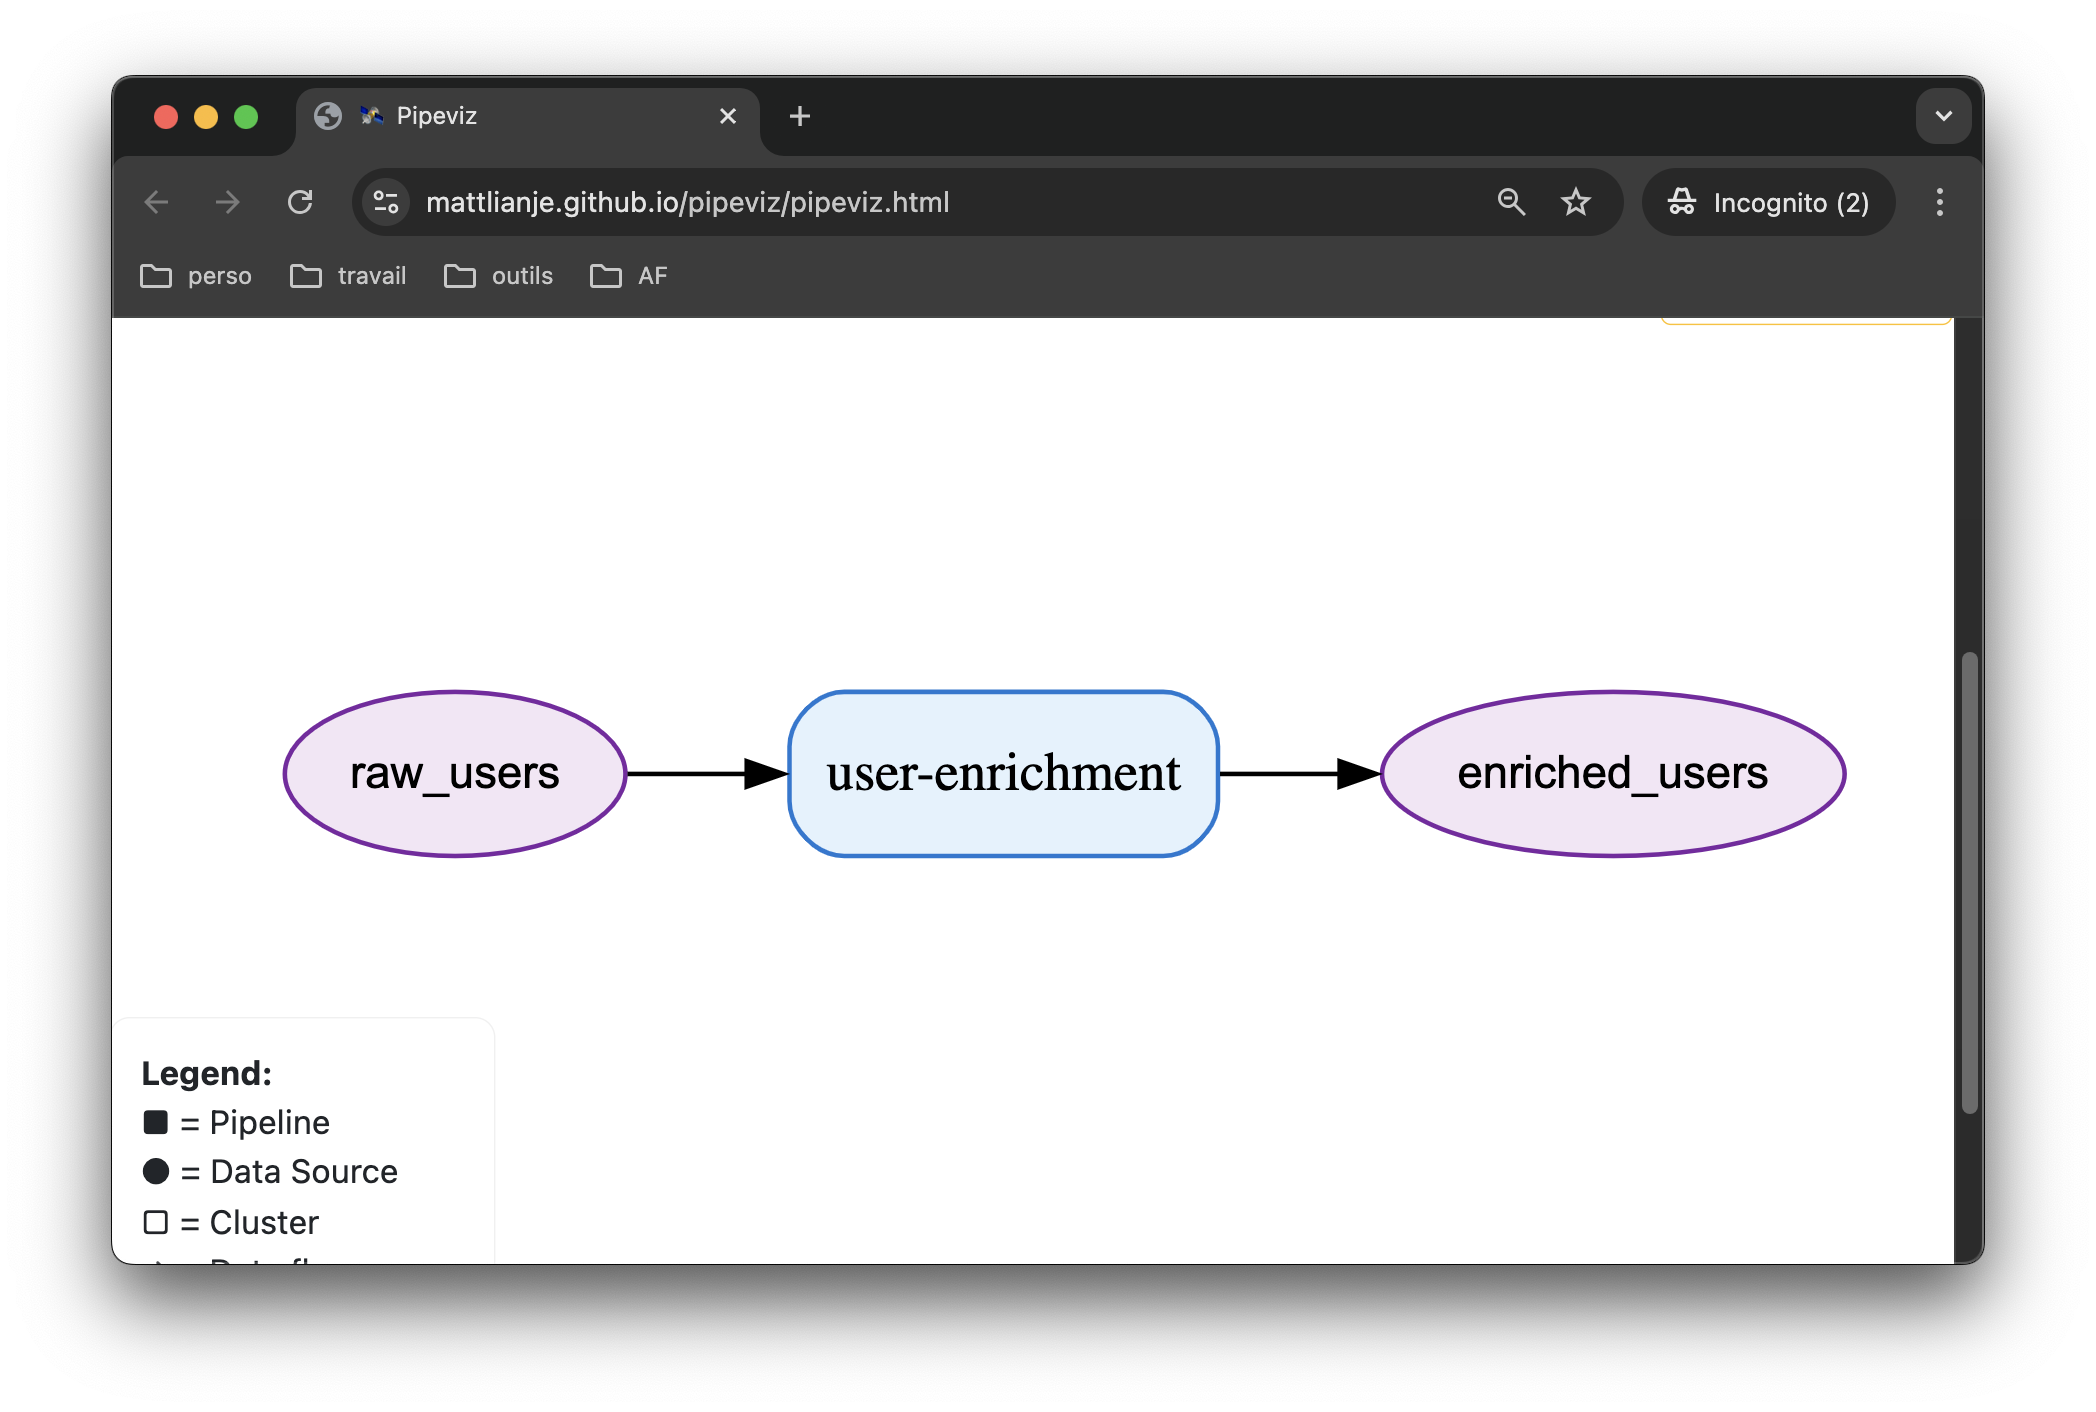 Pipeviz
mattlianje.github.io/pipeviz/pipeviz.html
Incognito (2)
perso travail outils AF
raw_users user-enrichment enriched_users
Legend:
= Pipeline
= Data Source
= Cluster